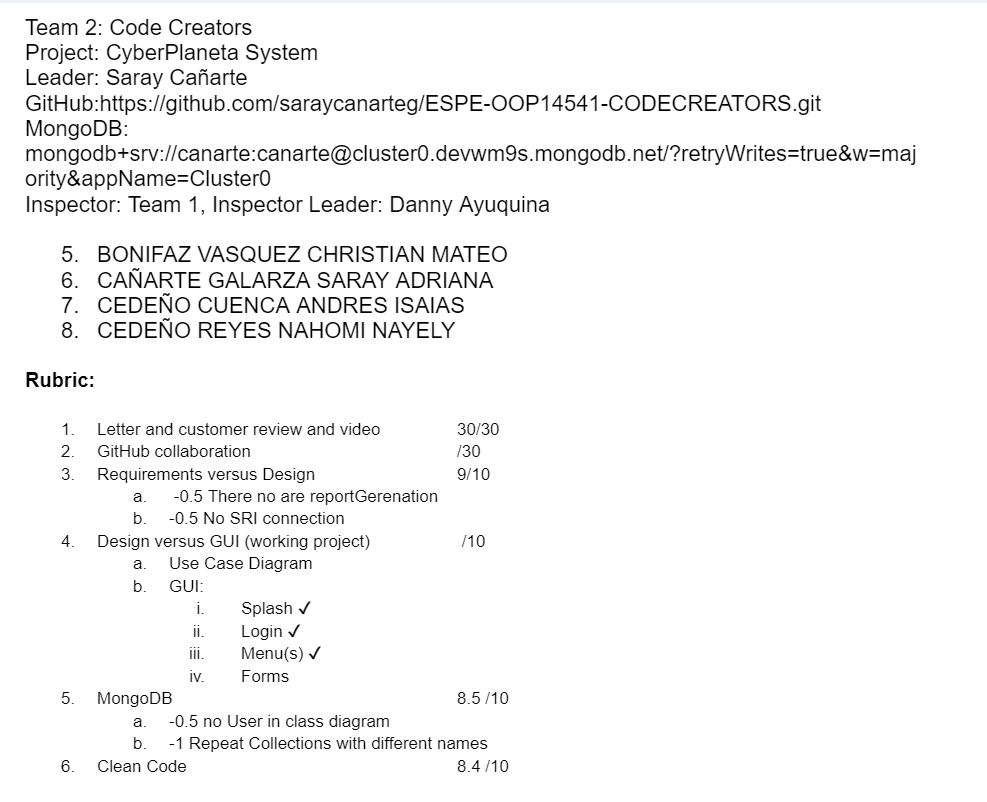 Team 2: Code Creators
Project: CyberPlaneta System
Leader: Saray Cañarte
GitHub:https://github.com/saraycanarteg/ESPE-OOP14541-CODECREATORS.git
MongoDB:
mongodb+srv://canarte:canarte@cluster0.devwm9s.mongodb.net/?retryWrites=true&w=maj
ority&appName=Cluster0
Inspector: Team 1, Inspector Leader: Danny Ayuquina
5. BONIFAZ VASQUEZ CHRISTIAN MATEO
6. CAÑARTE GALARZA SARAY ADRIANA
7. CEDEÑO CUENCA ANDRES ISAIAS
8. CEDEÑO REYES NAHOMI NAYELY
Rubric:
1. Letter and customer review and video 30/30
2. GitHub collaboration /30
3. Requirements versus Design 9/10
a. -0.5 There no are reportGerenation
b. -0.5 No SRI connection
4. Design versus GUI (working project) /10
a. Use Case Diagram
b. GUI:
i. Splash ✓
ii. Login ✓
iii. Menu(s) ✓
iv. Forms
5. MongoDB 8.5 /10
a. -0.5 no User in class diagram
b. -1 Repeat Collections with different names
6. Clean Code 8.4 /10